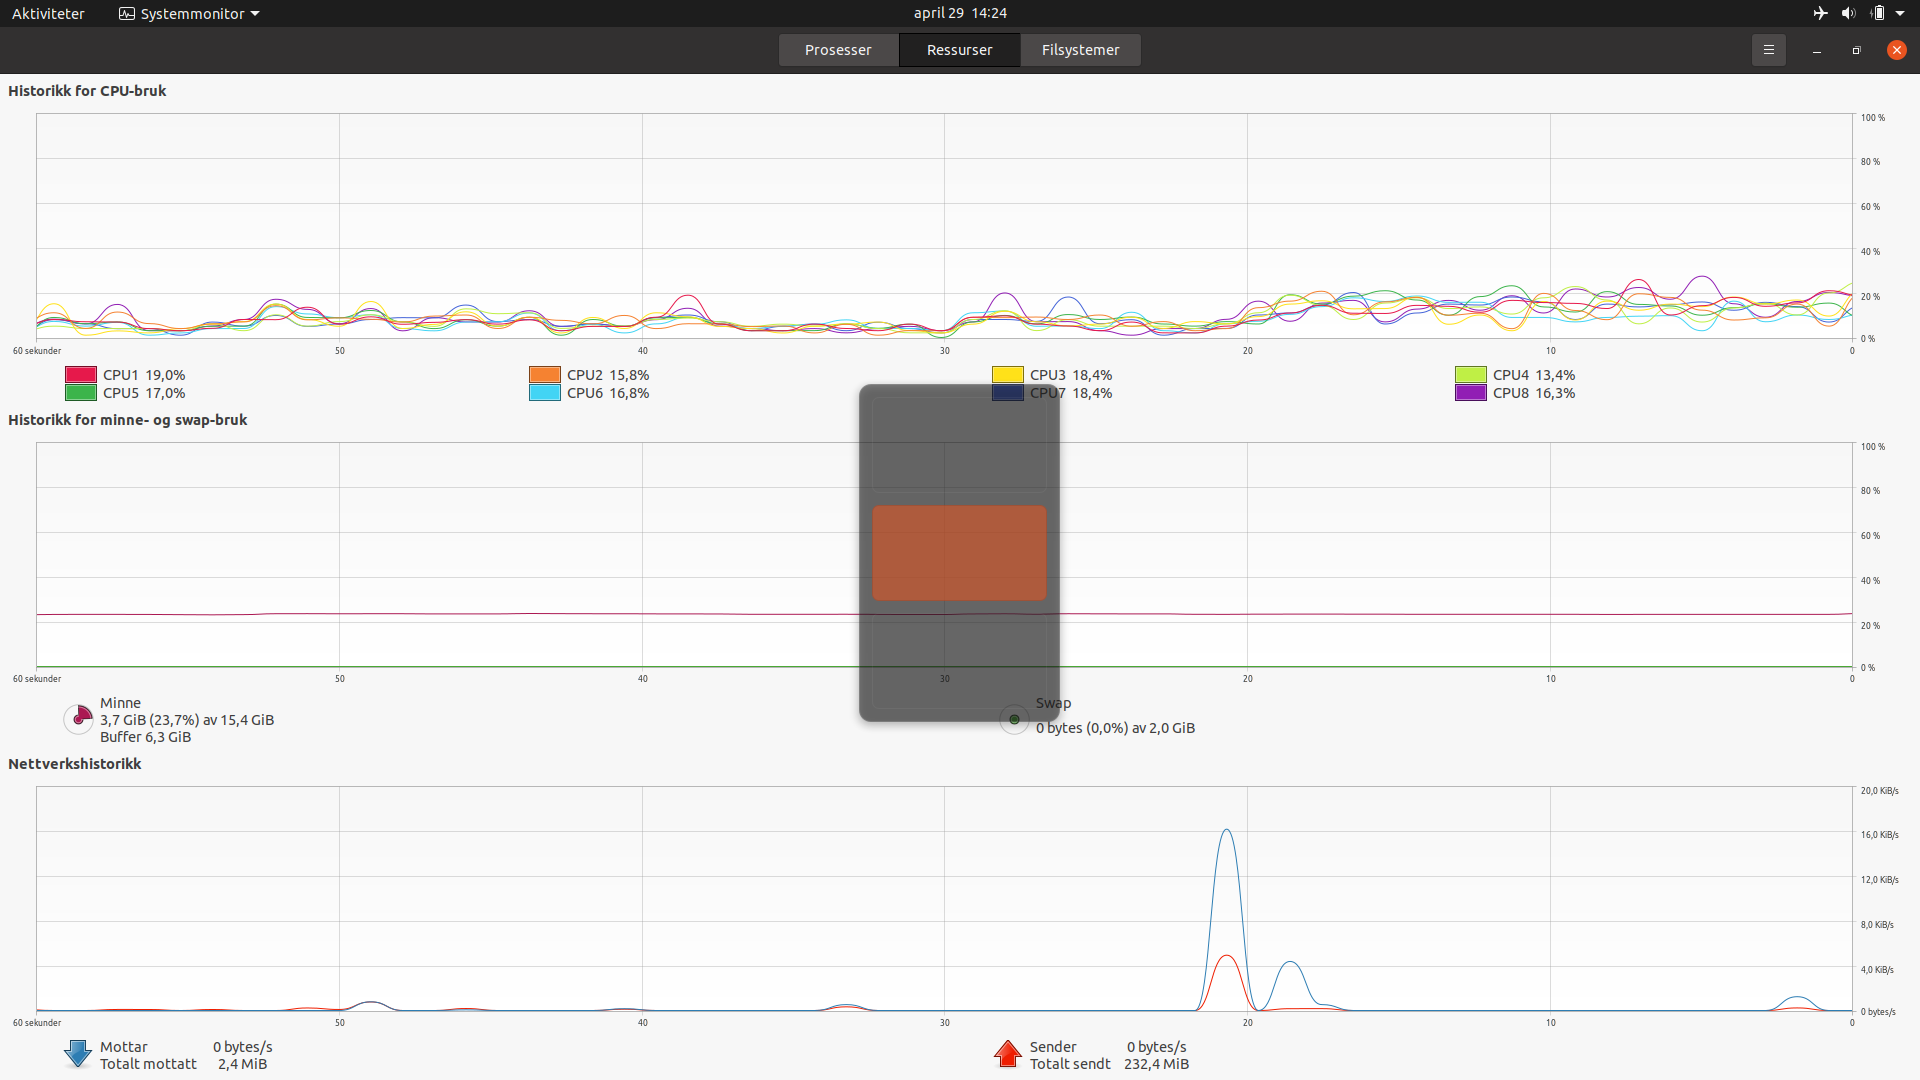 Aktiviteter Systemmonitor april 29 14:24
Prosesser Ressurser Filsystemer
Historikk for CPU-bruk
100 %
80 %
60 %
40 %
20 %
0 %
60 sekunder 50 40 30 20 10 0
CPU1 19,0% CPU2 15,8% CPU3 18,4% CPU4 13,4%
CPU5 17,0% CPU6 16,8% CPU7 18,4% CPU8 16,3%
Historikk for minne- og swap-bruk
100 %
80 %
60 %
40 %
20 %
0 %
60 sekunder 50 40 30 20 10 0
Minne
3,7 GiB (23,7%) av 15,4 GiB
Buffer 6,3 GiB
Swap
0 bytes (0,0%) av 2,0 GiB
Nettverkshistorikk
20,0 KiB/s
16,0 KiB/s
12,0 KiB/s
8,0 KiB/s
4,0 KiB/s
0 bytes/s
60 sekunder 50 40 30 20 10 0
Mottar 0 bytes/s
Totalt mottatt 2,4 MiB
Sender 0 bytes/s
Totalt sendt 232,4 MiB